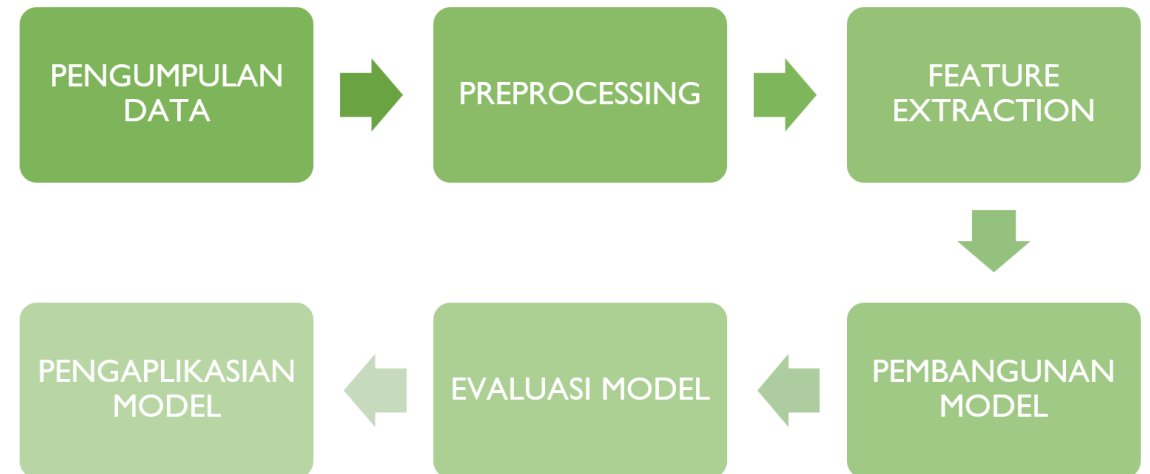 PENGUMPULAN
DATA
PREPROCESSING
FEATURE
EXTRACTION
PEMBANGUNAN
MODEL
EVALUASI MODEL
PENGAPLIKASIAN
MODEL